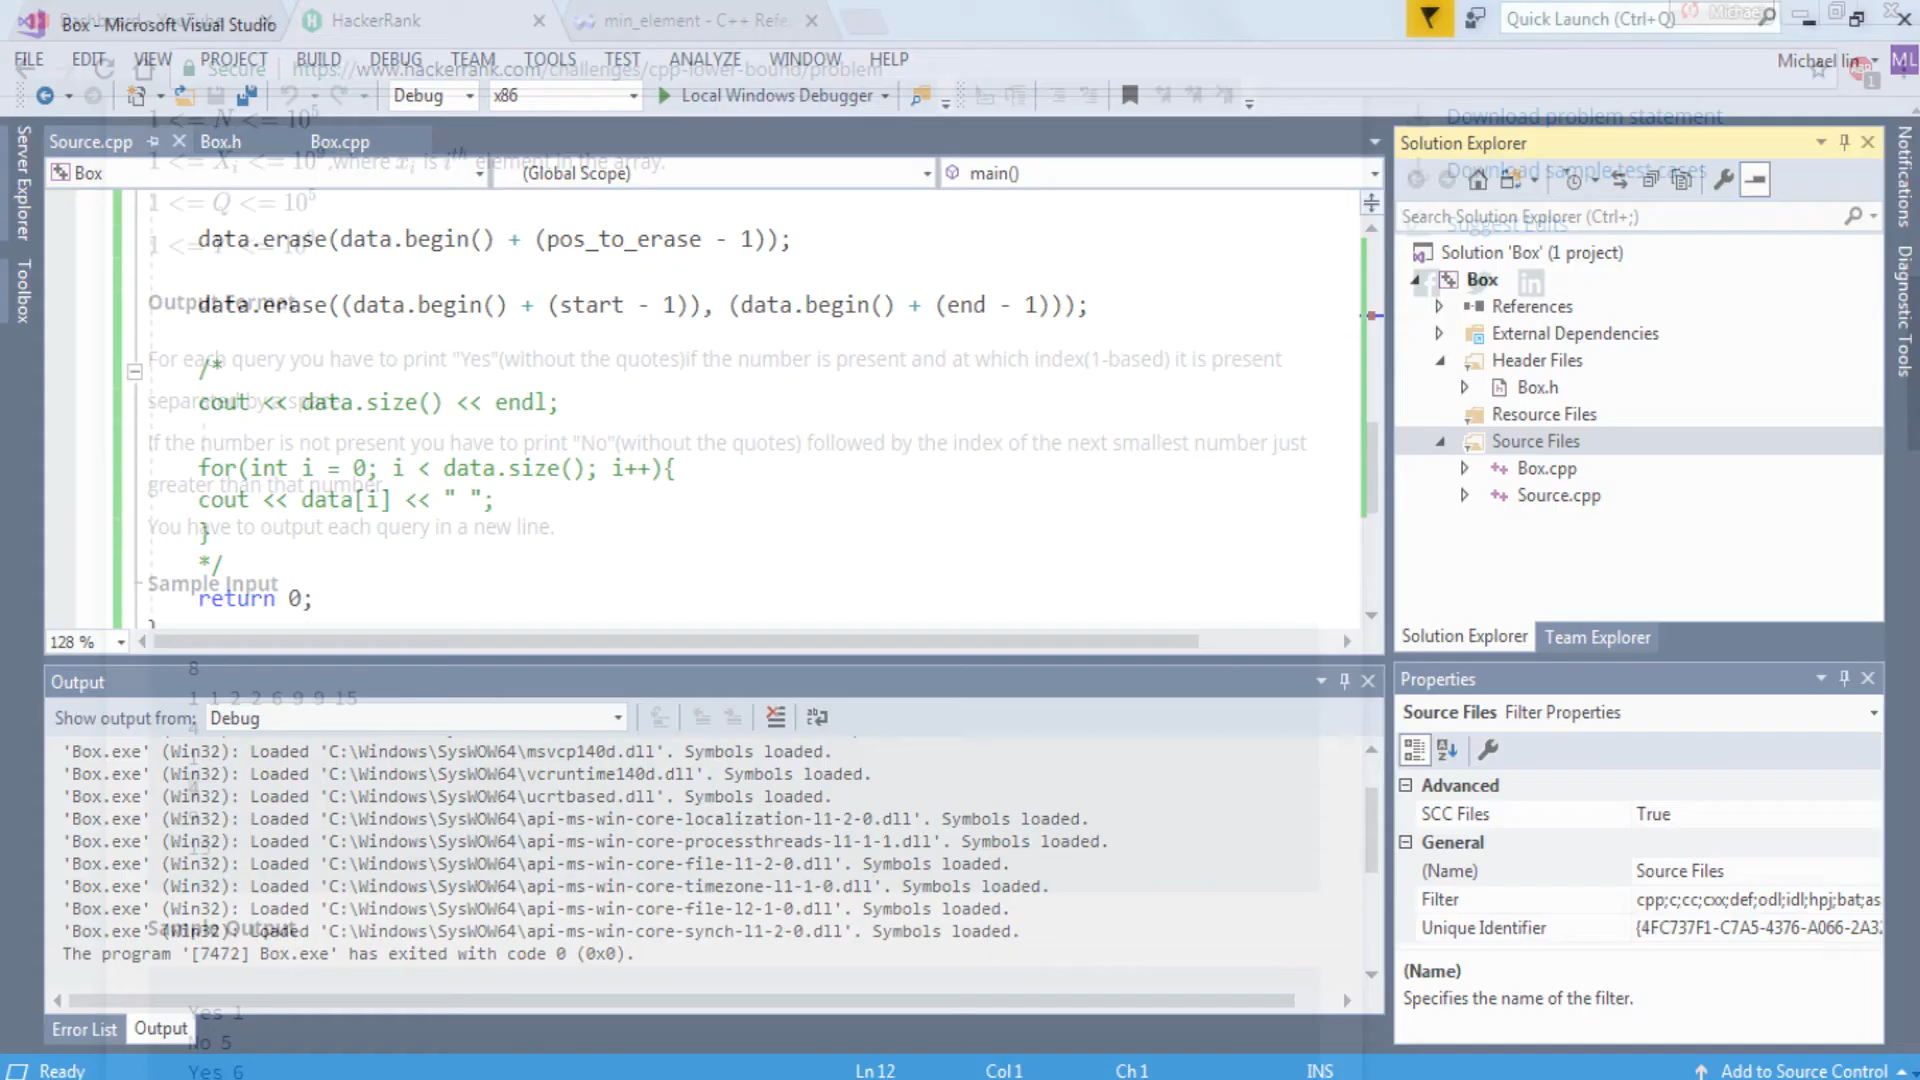 Box - Microsoft Visual Studio
HackerRank
min_element - C++ Refe
Quick Launch (Ctrl+Q)
FILE EDIT VIEW PROJECT BUILD DEBUG TEAM TOOLS TEST ANALYZE WINDOW HELP
Michael lin
ML
Secure https://www.hackerrank.com/challenges/cpp-lower-bound/problem
Debug x86 Local Windows Debugger
1 <= N <= 10^5
Download problem statement
Source.cpp Box.h Box.cpp
where x_i is i^th element in the array.
Box (Global Scope) main()
1 <= Q <= 10^5
data.erase(data.begin() + (pos_to_erase - 1));
Output Format
data.erase((data.begin() + (start - 1)), (data.begin() + (end - 1)));
For each query you have to print "Yes"(without the quotes)if the number is present and at which index(1-based) it is present
/*
separated by a
cout << data.size() << endl;
If the number is not present you have to print "No"(without the quotes) followed by the index of the next smallest number just
for(int i = 0; i < data.size(); i++){
greater than that number.
cout << data[i] << " ";
You have to output each query in a new line.
}
*/
Sample Input
return 0;
}
128 %
Server Explorer
Toolbox
Solution Explorer
Download sample test cases
Search Solution Explorer (Ctrl+;)
Suggest Edits
Solution 'Box' (1 project)
Box
References
External Dependencies
Header Files
Box.h
Resource Files
Source Files
Box.cpp
Source.cpp
Solution Explorer Team Explorer
Notifications
Diagnostic Tools
8
Output
1 1 2 2 6 9 9 15
Show output from: Debug
4
'Box.exe' (Win32): Loaded 'C:\Windows\SysWOW64\msvcp140d.dll'. Symbols loaded.
'Box.exe' (Win32): Loaded 'C:\Windows\SysWOW64\vcruntime140d.dll'. Symbols loaded.
'Box.exe' (Win32): Loaded 'C:\Windows\SysWOW64\ucrtbased.dll'. Symbols loaded.
'Box.exe' (Win32): Loaded 'C:\Windows\SysWOW64\api-ms-win-core-localization-l1-2-0.dll'. Symbols loaded.
'Box.exe' (Win32): Loaded 'C:\Windows\SysWOW64\api-ms-win-core-processthreads-l1-1-1.dll'. Symbols loaded.
'Box.exe' (Win32): Loaded 'C:\Windows\SysWOW64\api-ms-win-core-file-l1-2-0.dll'. Symbols loaded.
'Box.exe' (Win32): Loaded 'C:\Windows\SysWOW64\api-ms-win-core-timezone-l1-1-0.dll'. Symbols loaded.
'Box.exe' (Win32): Loaded 'C:\Windows\SysWOW64\api-ms-win-core-file-l2-1-0.dll'. Symbols loaded.
'Box.exe' (Win32): Loaded 'C:\Windows\SysWOW64\api-ms-win-core-synch-l1-2-0.dll'. Symbols loaded.
Sample Output
The program '[7472] Box.exe' has exited with code 0 (0x0).
Yes 1
Error List Output
No 5
Yes 6
Properties
Source Files Filter Properties
Advanced
SCC Files True
General
(Name) Source Files
Filter cpp;c;cc;cxx;def;odl;idl;hpj;bat;as
Unique Identifier {4FC737F1-C7A5-4376-A066-2A32
(Name)
Specifies the name of the filter.
Ready Ln 12 Col 1 Ch 1 INS Add to Source Control